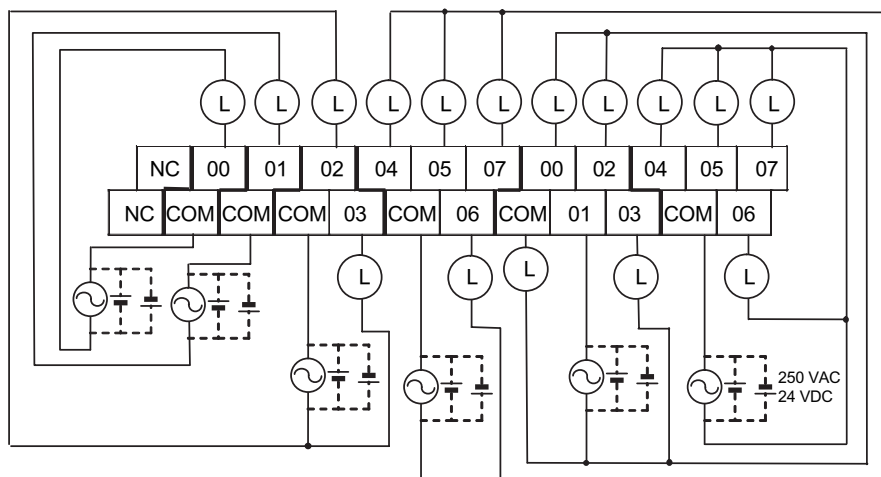 L L L L L L L L L L L
NC 00 01 02 04 05 07 00 02 04 05 07
NC COM COM COM 03 COM 06 COM 01 03 COM 06
L L L L L
250 VAC
24 VDC